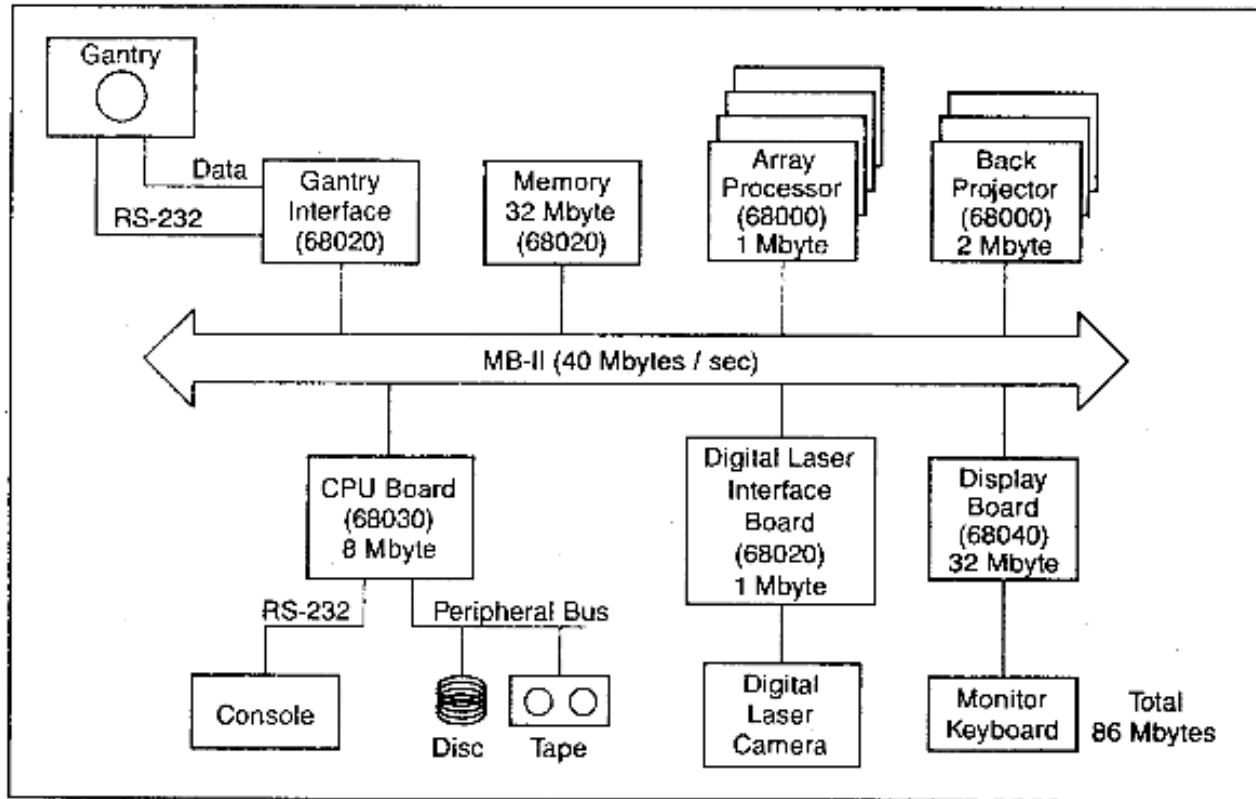 Gantry
Data
RS-232
Gantry
Interface
(68020)
Memory
32 Mbyte
(68020)
Array
Processor
(68000)
1 Mbyte
Back
Projector
(68000)
2 Mbyte
MB-II (40 Mbytes / sec)
CPU Board
(68030)
8 Mbyte
Digital Laser
Interface
Board
(68020)
1 Mbyte
Display
Board
(68040)
32 Mbyte
RS-232
Peripheral Bus
Console
Disc
Tape
Digital
Laser
Camera
Monitor
Keyboard
Total
86 Mbytes